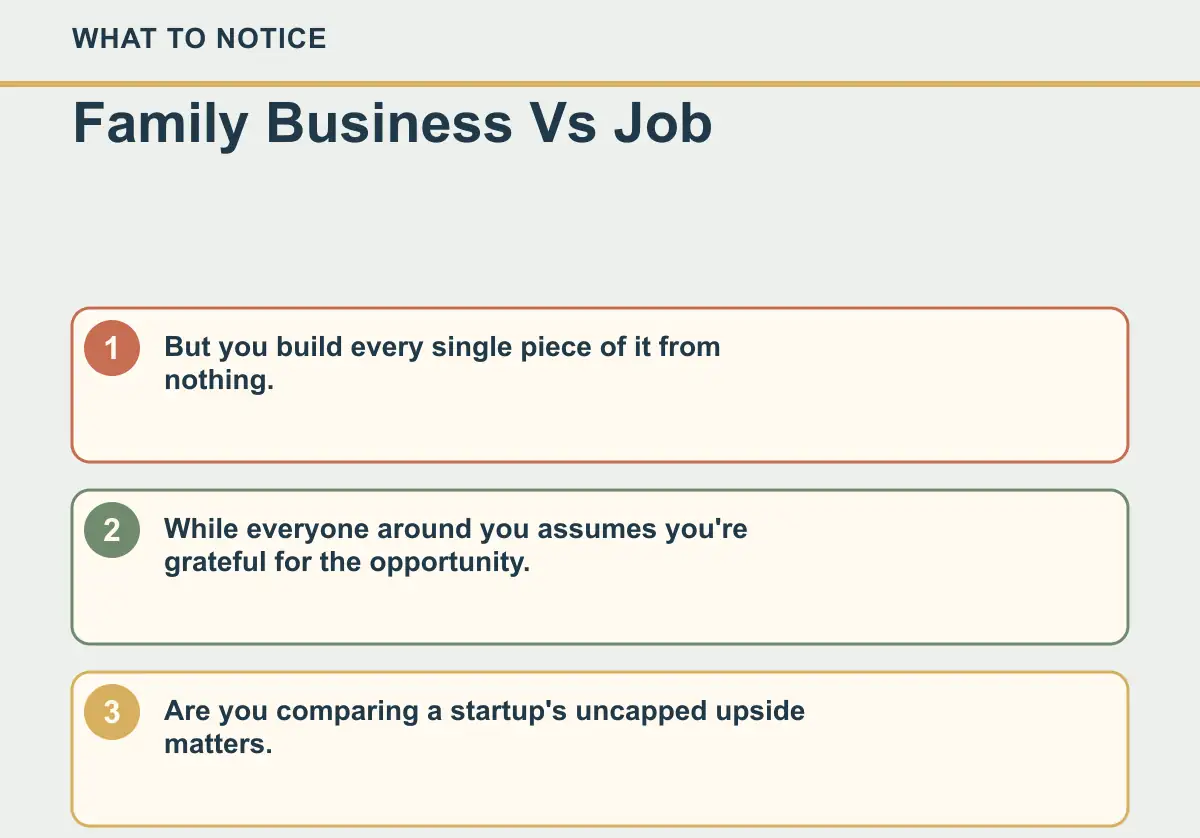 WHAT TO NOTICE
Family Business Vs Job
1
But you build every single piece of it from
nothing.
2
While everyone around you assumes you're
grateful for the opportunity.
3
Are you comparing a startup's uncapped upside
matters.